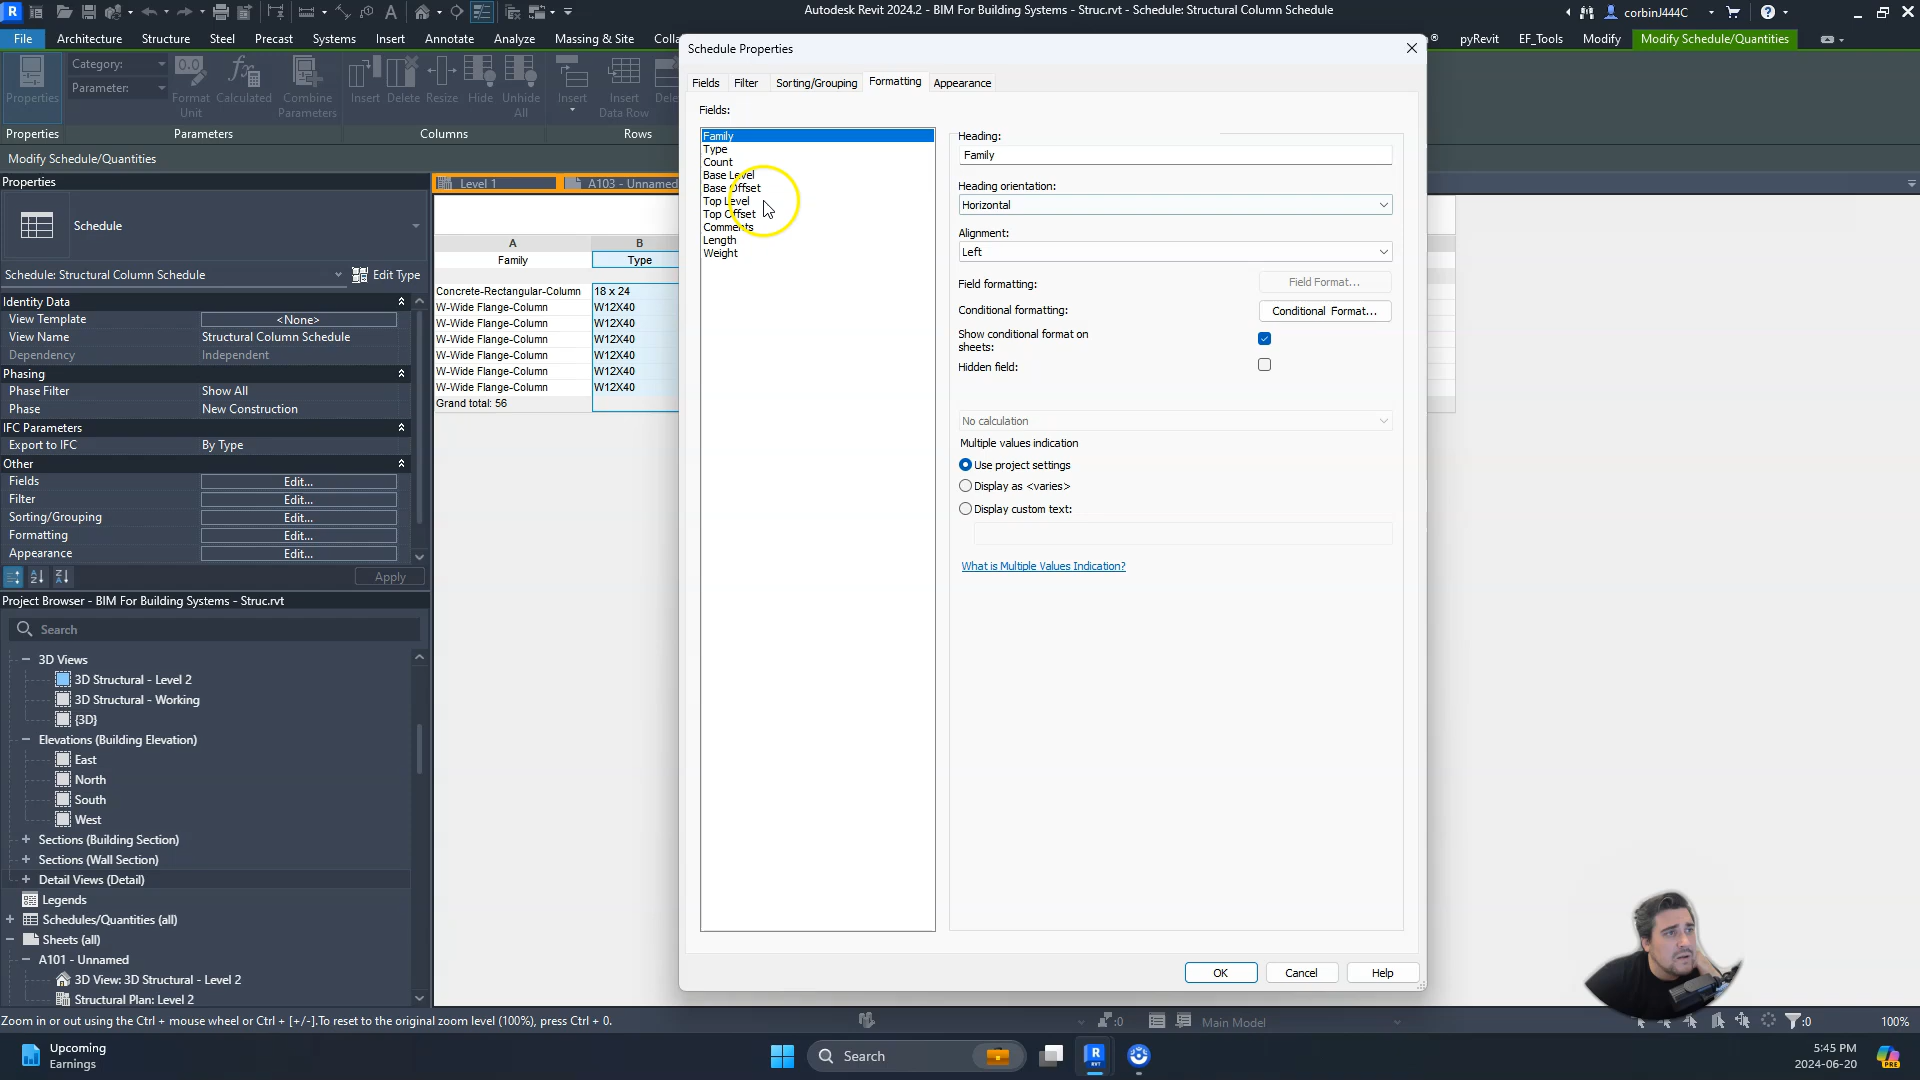 Autodesk Revit 2024.2 - BIM For Building Systems - Struc.rvt - Schedule: Structural Column Schedule
corbinJ444C
File Architecture Structure Steel Precast Systems Insert Annotate Analyze Massing & Site Colla
pyRevit EF_Tools Modify Modify Schedule/Quantities
Schedule Properties
Properties
Category:
Parameter:
Format Unit
Calculated
Combine Parameters
Insert Delete Resize Hide Unhide All
Insert
Insert Data Row
Dele
Properties Parameters Columns Rows
Modify Schedule/Quantities
Properties
Schedule
Schedule: Structural Column Schedule
Edit Type
Identity Data
View Template <None>
View Name Structural Column Schedule
Dependency Independent
Phasing
Phase Filter Show All
Phase New Construction
IFC Parameters
Export to IFC By Type
Other
Fields Edit...
Filter Edit...
Sorting/Grouping Edit...
Formatting Edit...
Appearance Edit...
Apply
Project Browser - BIM For Building Systems - Struc.rvt
Search
3D Views
3D Structural - Level 2
3D Structural - Working
{3D}
Elevations (Building Elevation)
East
North
South
West
Sections (Building Section)
Sections (Wall Section)
Detail Views (Detail)
Legends
Schedules/Quantities (all)
Sheets (all)
A101 - Unnamed
3D View: 3D Structural - Level 2
Structural Plan: Level 2
Level 1
A103 - Unnamed
A B
Family Type
Concrete-Rectangular-Column 18 x 24
W-Wide Flange-Column W12X40
W-Wide Flange-Column W12X40
W-Wide Flange-Column W12X40
W-Wide Flange-Column W12X40
W-Wide Flange-Column W12X40
W-Wide Flange-Column W12X40
Grand total: 56
Fields Filter Sorting/Grouping Formatting Appearance
Fields:
Family
Type
Count
Base Level
Base Offset
Top Level
Top Offset
Comments
Length
Weight
Heading:
Family
Heading orientation:
Horizontal
Alignment:
Left
Field formatting: Field Format...
Conditional formatting: Conditional Format...
Show conditional format on
sheets:
Hidden field:
No calculation
Multiple values indication
Use project settings
Display as <varies>
Display custom text:
What is Multiple Values Indication?
OK Cancel Help
Zoom in or out using the Ctrl + mouse wheel or Ctrl + [+/-].To reset to the original zoom level (100%), press Ctrl + 0.
:0
Main Model
:0
100%
Upcoming
Earnings
Search
5:45 PM
2024-06-20